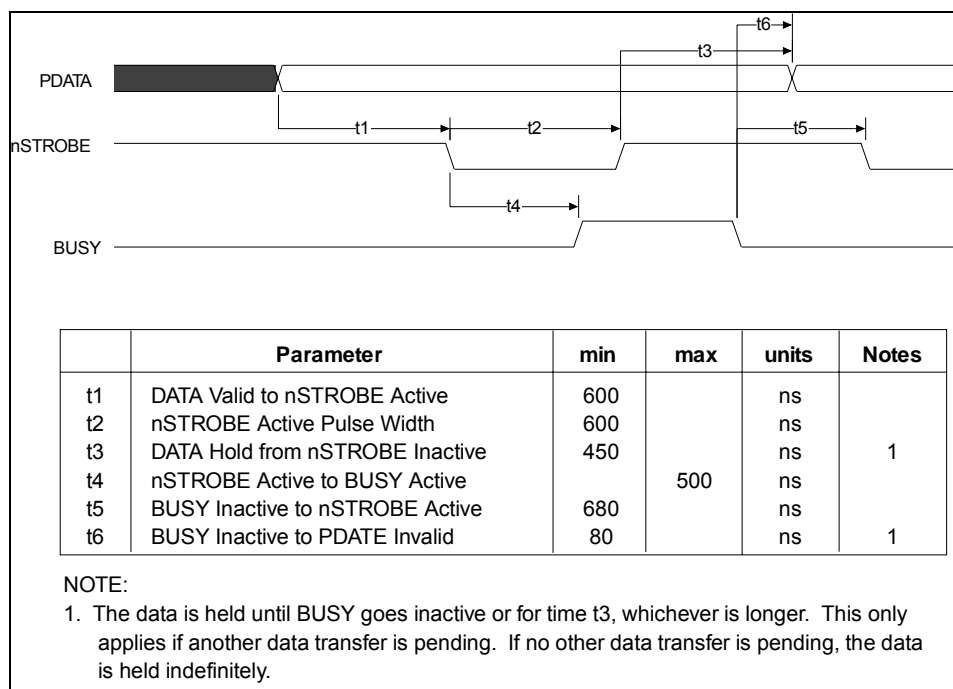 t6
t3
PDATA
t1
t2
t5
nSTROBE
t4
BUSY
Parameter min max units Notes
t1 DATA Valid to nSTROBE Active 600 ns
t2 nSTROBE Active Pulse Width 600 ns
t3 DATA Hold from nSTROBE Inactive 450 ns 1
t4 nSTROBE Active to BUSY Active 500 ns
t5 BUSY Inactive to nSTROBE Active 680 ns
t6 BUSY Inactive to PDATE Invalid 80 ns 1
NOTE:
1. The data is held until BUSY goes inactive or for time t3, whichever is longer. This only
applies if another data transfer is pending. If no other data transfer is pending, the data
is held indefinitely.